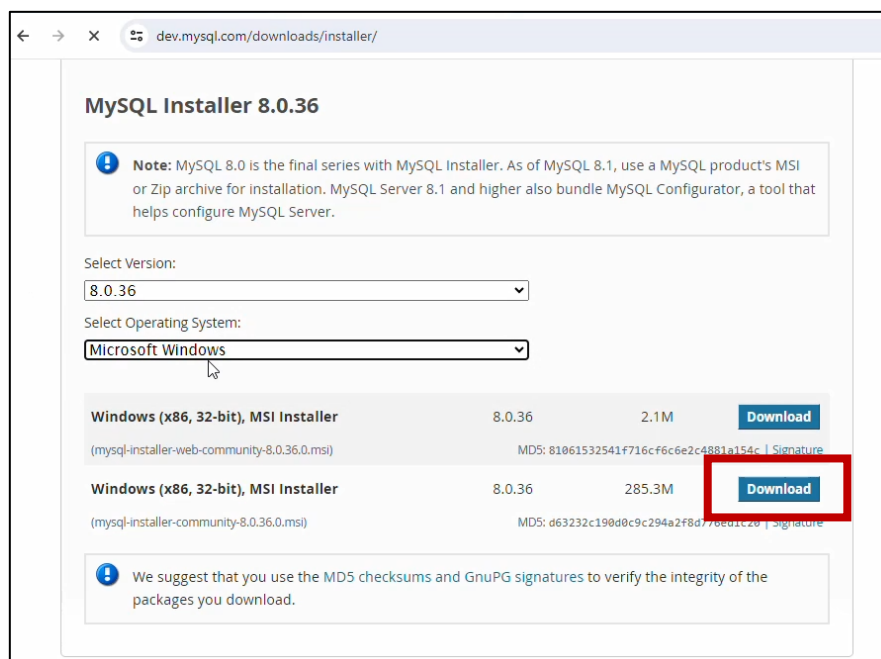 dev.mysql.com/downloads/installer/
MySQL Installer 8.0.36
Note: MySQL 8.0 is the final series with MySQL Installer. As of MySQL 8.1, use a MySQL product's MSI
or Zip archive for installation. MySQL Server 8.1 and higher also bundle MySQL Configurator, a tool that
helps configure MySQL Server.
Select Version:
8.0.36
Select Operating System:
Microsoft Windows
Windows (x86, 32-bit), MSI Installer 8.0.36 2.1M Download
(mysql-installer-web-community-8.0.36.0.msi) MD5: 81061532541f716cf6c6e2c4881a154c | Signature
Windows (x86, 32-bit), MSI Installer 8.0.36 285.3M Download
(mysql-installer-community-8.0.36.0.msi) MD5: d63232c190d0c9c294a2f8d776ed1c20 | Signature
We suggest that you use the MD5 checksums and GnuPG signatures to verify the integrity of the
packages you download.